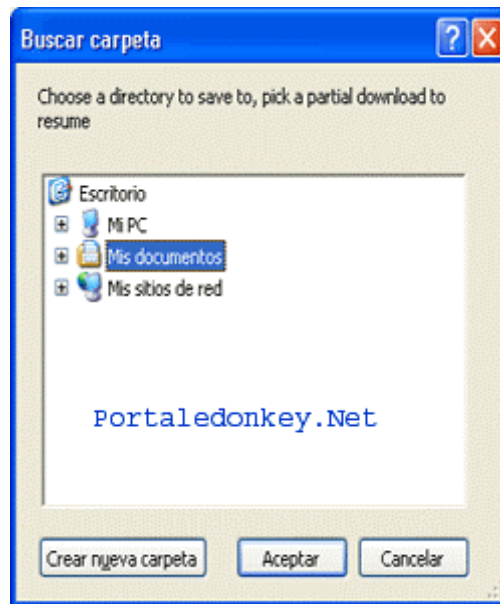 Buscar carpeta
Choose a directory to save to, pick a partial download to
resume
Escritorio
Mi PC
Mis documentos
Mis sitios de red
Portaledonkey.Net
Crear nueva carpeta
Aceptar
Cancelar